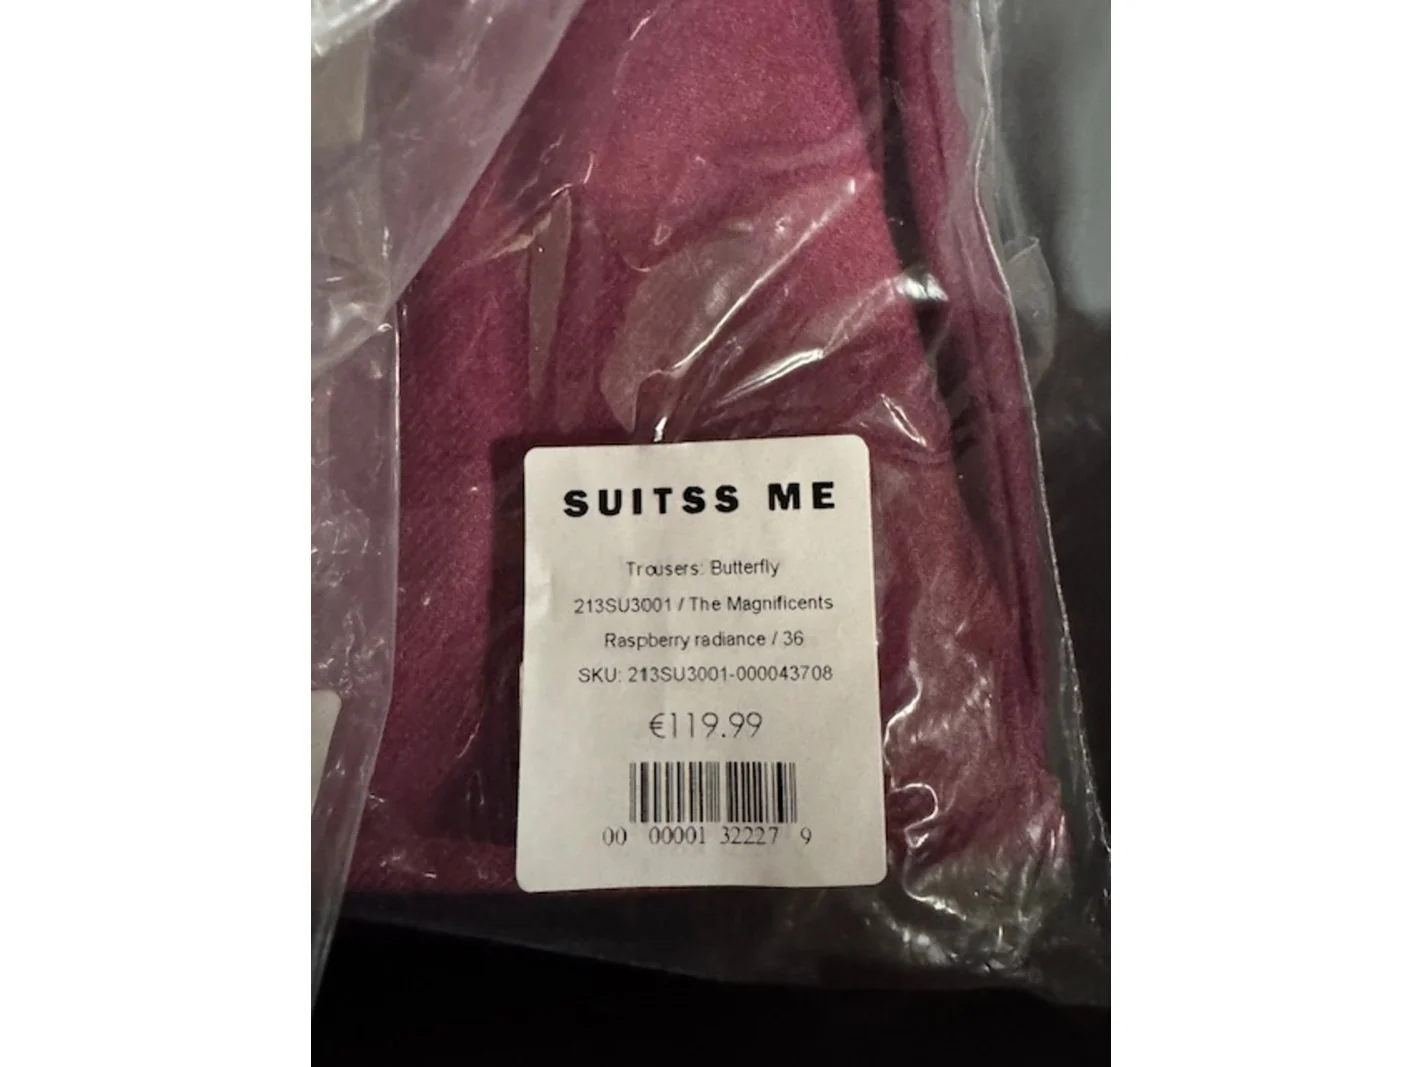 SUITSS ME
Trousers: Butterfly
213SU3001 / The Magnificents
Raspberry radiance / 36
SKU: 213SU3001-000043708
€119.99
00 00001 32227 9